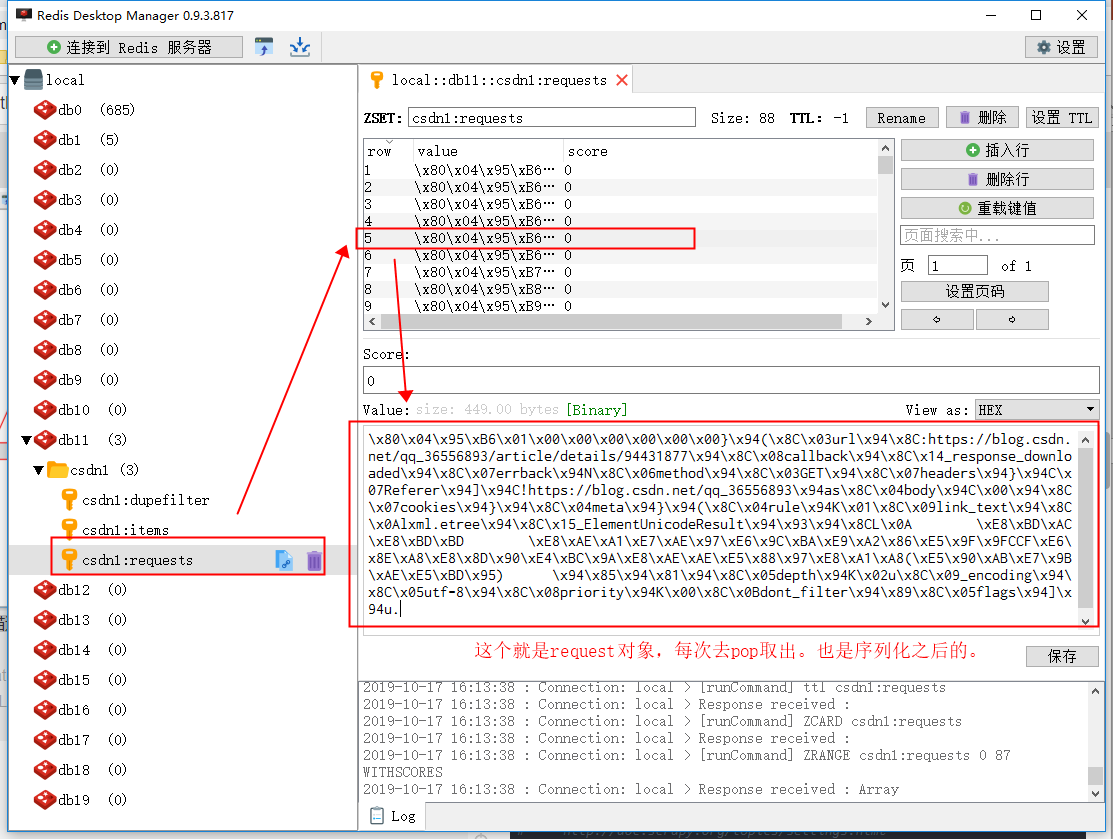 Redis Desktop Manager 0.9.3.817
连接到 Redis 服务器
设置
local
db0 (685)
db1 (5)
db2 (0)
db3 (0)
db4 (0)
db5 (0)
db6 (0)
db7 (0)
db8 (0)
db9 (0)
db10 (0)
db11 (3)
csdn1 (3)
csdn1:dupefilter
csdn1:items
csdn1:requests
db12 (0)
db13 (0)
db14 (0)
db15 (0)
db16 (0)
db17 (0)
db18 (0)
db19 (0)
local::db11::csdn1:requests
ZSET: csdn1:requests Size: 88 TTL: -1 Rename 删除 设置 TTL
row value score
1 \x80\x04\x95\xB6… 0
2 \x80\x04\x95\xB6… 0
3 \x80\x04\x95\xB6… 0
4 \x80\x04\x95\xB6… 0
5 \x80\x04\x95\xB6… 0
6 \x80\x04\x95\xB6… 0
7 \x80\x04\x95\xB7… 0
8 \x80\x04\x95\xB8… 0
9 \x80\x04\x95\xB9… 0
插入行
删除行
重载键值
页面搜索中...
页 1 of 1
设置页码
Score:
0
Value: size: 449.00 bytes [Binary] View as: HEX
\x80\x04\x95\xB6\x01\x00\x00\x00\x00\x00\x00}\x94(\x8C\x03url\x94\x8C:https://blog.csdn.
net/qq_36556893/article/details/94431877\x94\x8C\x08callback\x94\x8C\x14_response_downlo
aded\x94\x8C\x07errback\x94N\x8C\x06method\x94\x8C\x03GET\x94\x8C\x07headers\x94}\x94C\x
07Referer\x94]\x94C!https://blog.csdn.net/qq_36556893\x94as\x8C\x04body\x94C\x00\x94\x8C
\x07cookies\x94}\x94\x8C\x04meta\x94}\x94(\x8C\x04rule\x94K\x01\x8C\x09link_text\x94\x8C
\x0Alxml.etree\x94\x8C\x15_ElementUnicodeResult\x94\x93\x94\x8CL\x0A \xE8\xBD\xAC
\xE8\xBD\xBD \xE8\xAE\xA1\xE7\xAE\x97\xE6\x9C\xBA\xE9\xA2\x86\xE5\x9F\x9FCCF\xE6\x
8E\xA8\xE8\x8D\x90\xE4\xBC\x9A\xE8\xAE\xAE\xE5\x88\x97\xE8\xA1\xA8(\xE5\x90\xAB\xE7\x9B
\xAE\xE5\xBD\x95) \x94\x85\x94\x81\x94\x8C\x05depth\x94K\x02u\x8C\x09_encoding\x94\
x8C\x05utf-8\x94\x8C\x08priority\x94K\x00\x8C\x0Bdont_filter\x94\x89\x8C\x05flags\x94]\x
94u.
这个就是request对象，每次去pop取出。也是序列化之后的。
保存
2019-10-17 16:13:38 : Connection: local > [runCommand] ttl csdn1:requests
2019-10-17 16:13:38 : Connection: local > Response received :
2019-10-17 16:13:38 : Connection: local > [runCommand] ZCARD csdn1:requests
2019-10-17 16:13:38 : Connection: local > Response received :
2019-10-17 16:13:38 : Connection: local > [runCommand] ZRANGE csdn1:requests 0 87
WITHSCORES
2019-10-17 16:13:38 : Connection: local > Response received : Array
Log